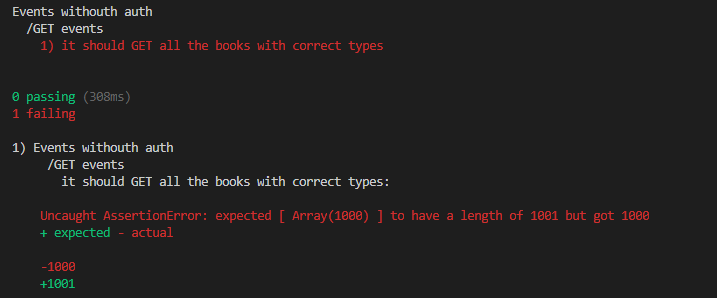 Events withouth auth
/GET events
1) it should GET all the books with correct types
0 passing (308ms)
1 failing
1) Events withouth auth
/GET events
it should GET all the books with correct types:
Uncaught AssertionError: expected [ Array(1000) ] to have a length of 1001 but got 1000
+ expected - actual
-1000
+1001